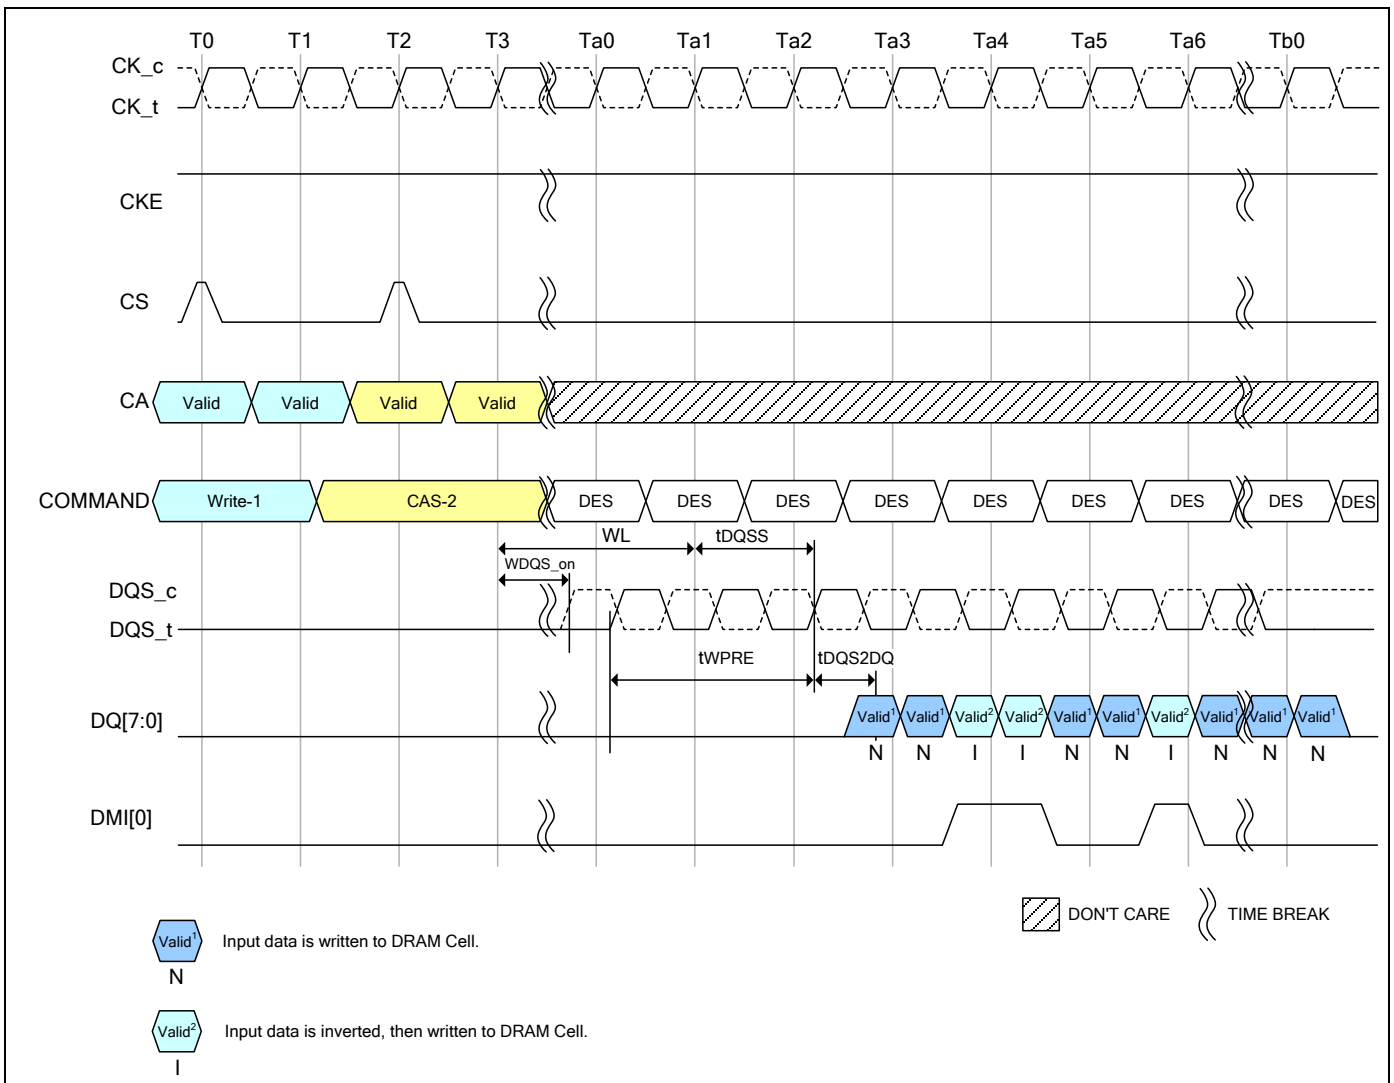 T0 T1 T2 T3 Ta0 Ta1 Ta2 Ta3 Ta4 Ta5 Ta6 Tb0
CK_c
CK_t
CKE
CS
CA Valid Valid Valid Valid
COMMAND Write-1 CAS-2 DES DES DES DES DES DES DES DES DES
WL tDQSS
WDQS_on
DQS_c
DQS_t
tWPRE tDQS2DQ
DQ[7:0] Valid1 Valid1 Valid2 Valid2 Valid1 Valid1 Valid2 Valid1 Valid1 Valid1
N N I I N N I N N N
DMI[0]
DON'T CARE TIME BREAK
Valid1 Input data is written to DRAM Cell.
N
Valid2 Input data is inverted, then written to DRAM Cell.
I